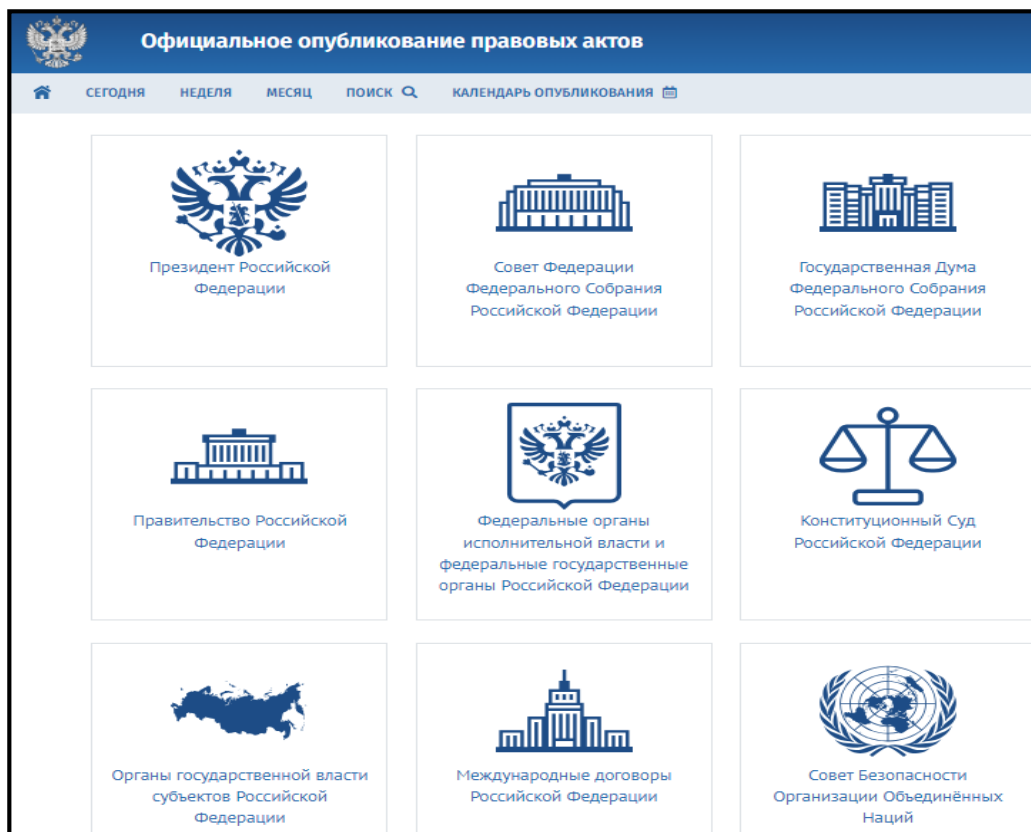 Официальное опубликование правовых актов
СЕГОДНЯ НЕДЕЛЯ МЕСЯЦ ПОИСК КАЛЕНДАРЬ ОПУБЛИКОВАНИЯ
Президент Российской
Федерации
Совет Федерации
Федерального Собрания
Российской Федерации
Государственная Дума
Федерального Собрания
Российской Федерации
Правительство Российской
Федерации
Федеральные органы
исполнительной власти и
федеральные государственные
органы Российской Федерации
Конституционный Суд
Российской Федерации
Органы государственной власти
субъектов Российской
Федерации
Международные договоры
Российской Федерации
Совет Безопасности
Организации Объединённых
Наций